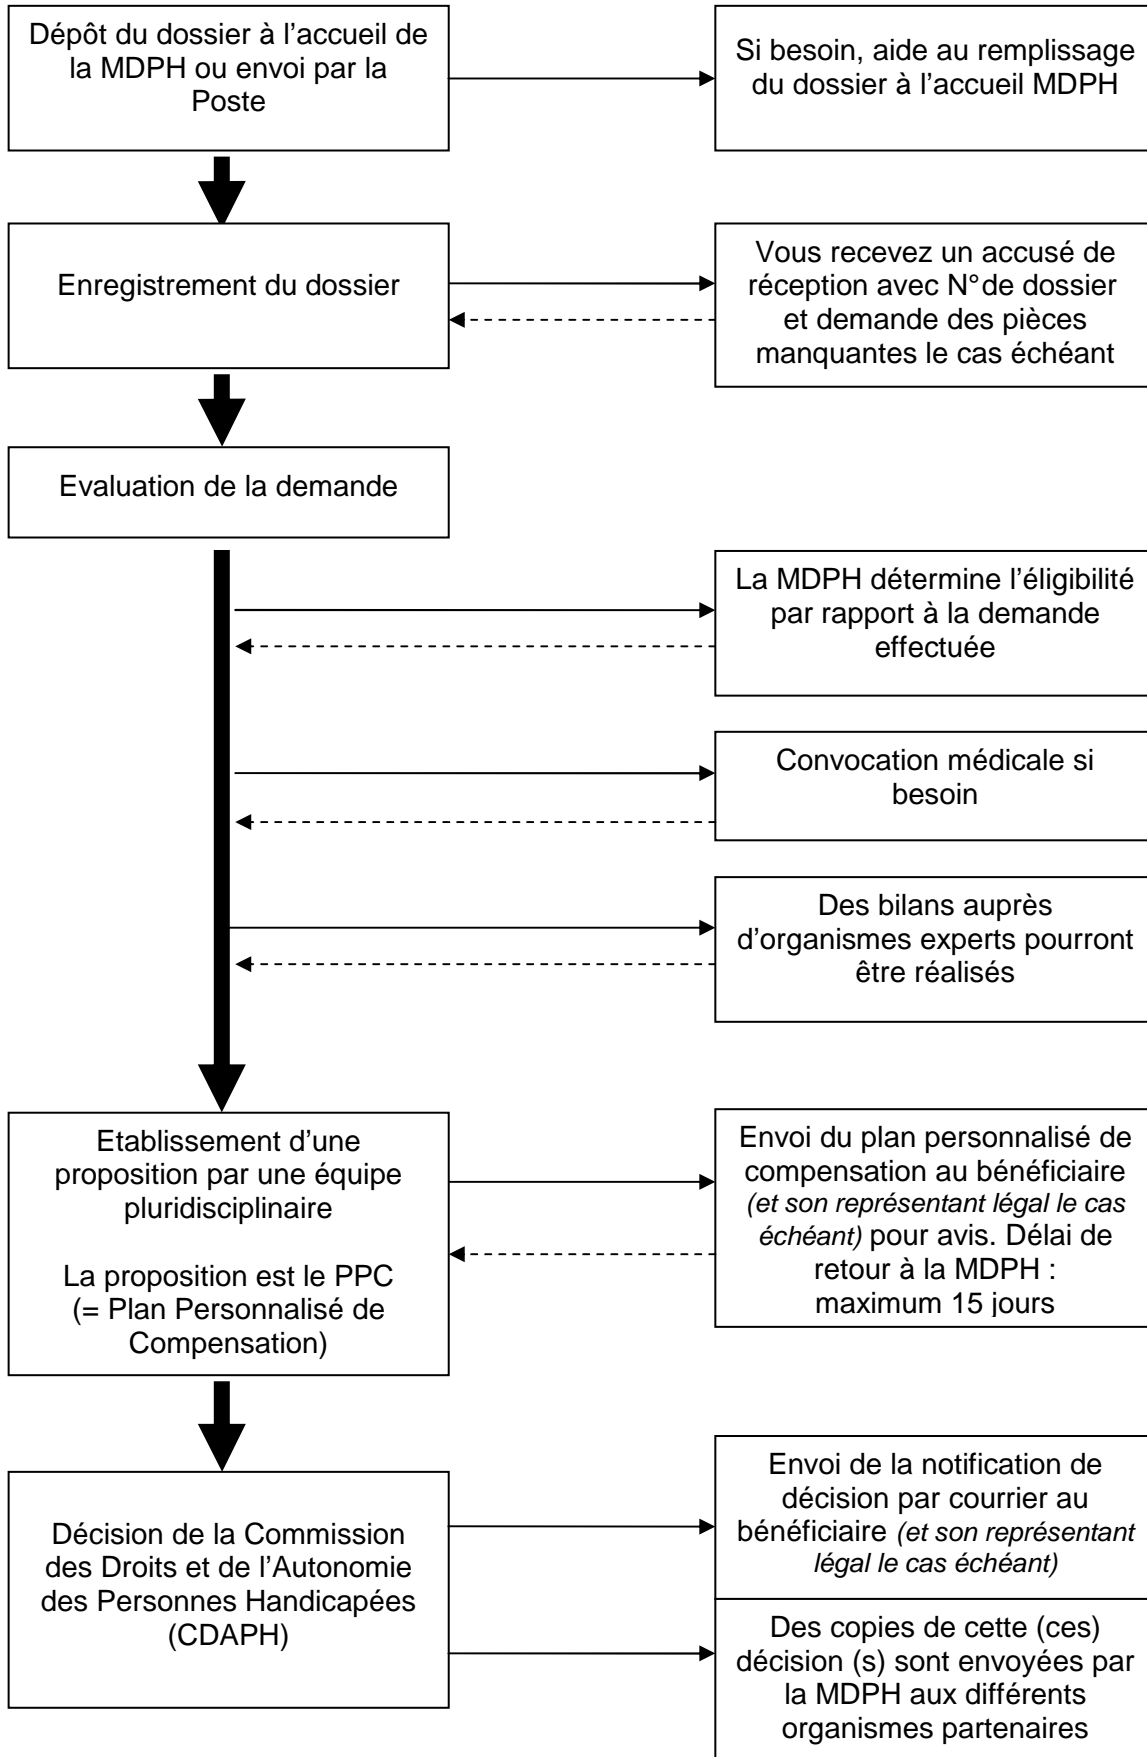 Dépôt du dossier à l'accueil de
la MDPH ou envoi par la
Poste
Si besoin, aide au remplissage
du dossier à l'accueil MDPH
Enregistrement du dossier
Vous recevez un accusé de
réception avec N° de dossier
et demande des pièces
manquantes le cas échéant
Evaluation de la demande
La MDPH détermine l'éligibilité
par rapport à la demande
effectuée
Convocation médicale si
besoin
Des bilans auprès
d'organismes experts pourront
être réalisés
Etablissement d'une
proposition par une équipe
pluridisciplinaire
La proposition est le PPC
(= Plan Personnalisé de
Compensation)
Envoi du plan personnalisé de
compensation au bénéficiaire
(et son représentant légal le cas
échéant) pour avis. Délai de
retour à la MDPH :
maximum 15 jours
Décision de la Commission
des Droits et de l'Autonomie
des Personnes Handicapées
(CDAPH)
Envoi de la notification de
décision par courrier au
bénéficiaire (et son représentant
légal le cas échéant)
Des copies de cette (ces)
décision (s) sont envoyées par
la MDPH aux différents
organismes partenaires